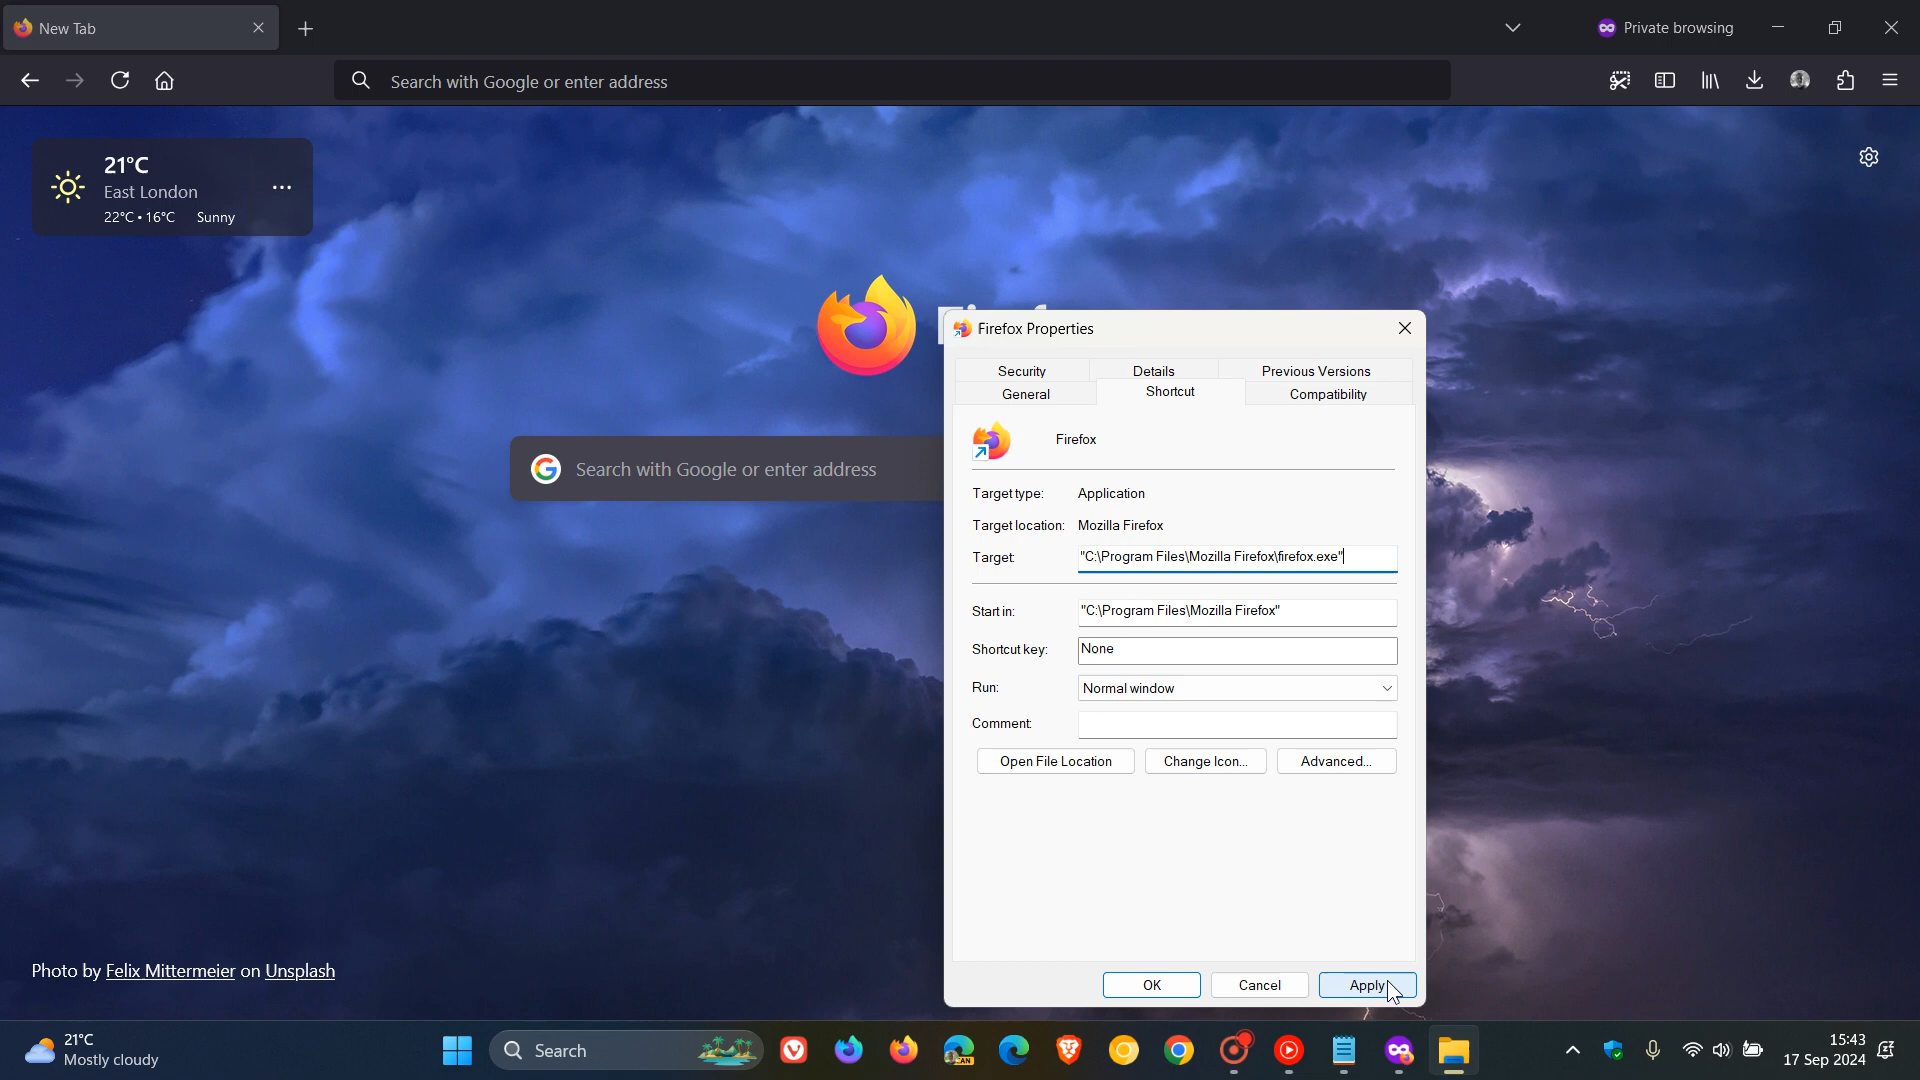 New Tab
Private browsing
Search with Google or enter address
21°C
East London
22°C • 16°C Sunny
Firefox Properties
Security Details Previous Versions
General Shortcut Compatibility
Firefox
Search with Google or enter address
Target type: Application
Target location: Mozilla Firefox
Target: "C:\Program Files\Mozilla Firefox\firefox.exe"
Start in: "C:\Program Files\Mozilla Firefox"
Shortcut key: None
Run: Normal window
Comment:
Open File Location Change Icon... Advanced...
Photo by Felix Mittermeier on Unsplash
OK Cancel Apply
21°C
Mostly cloudy
Search
CAN
15:43
17 Sep 2024